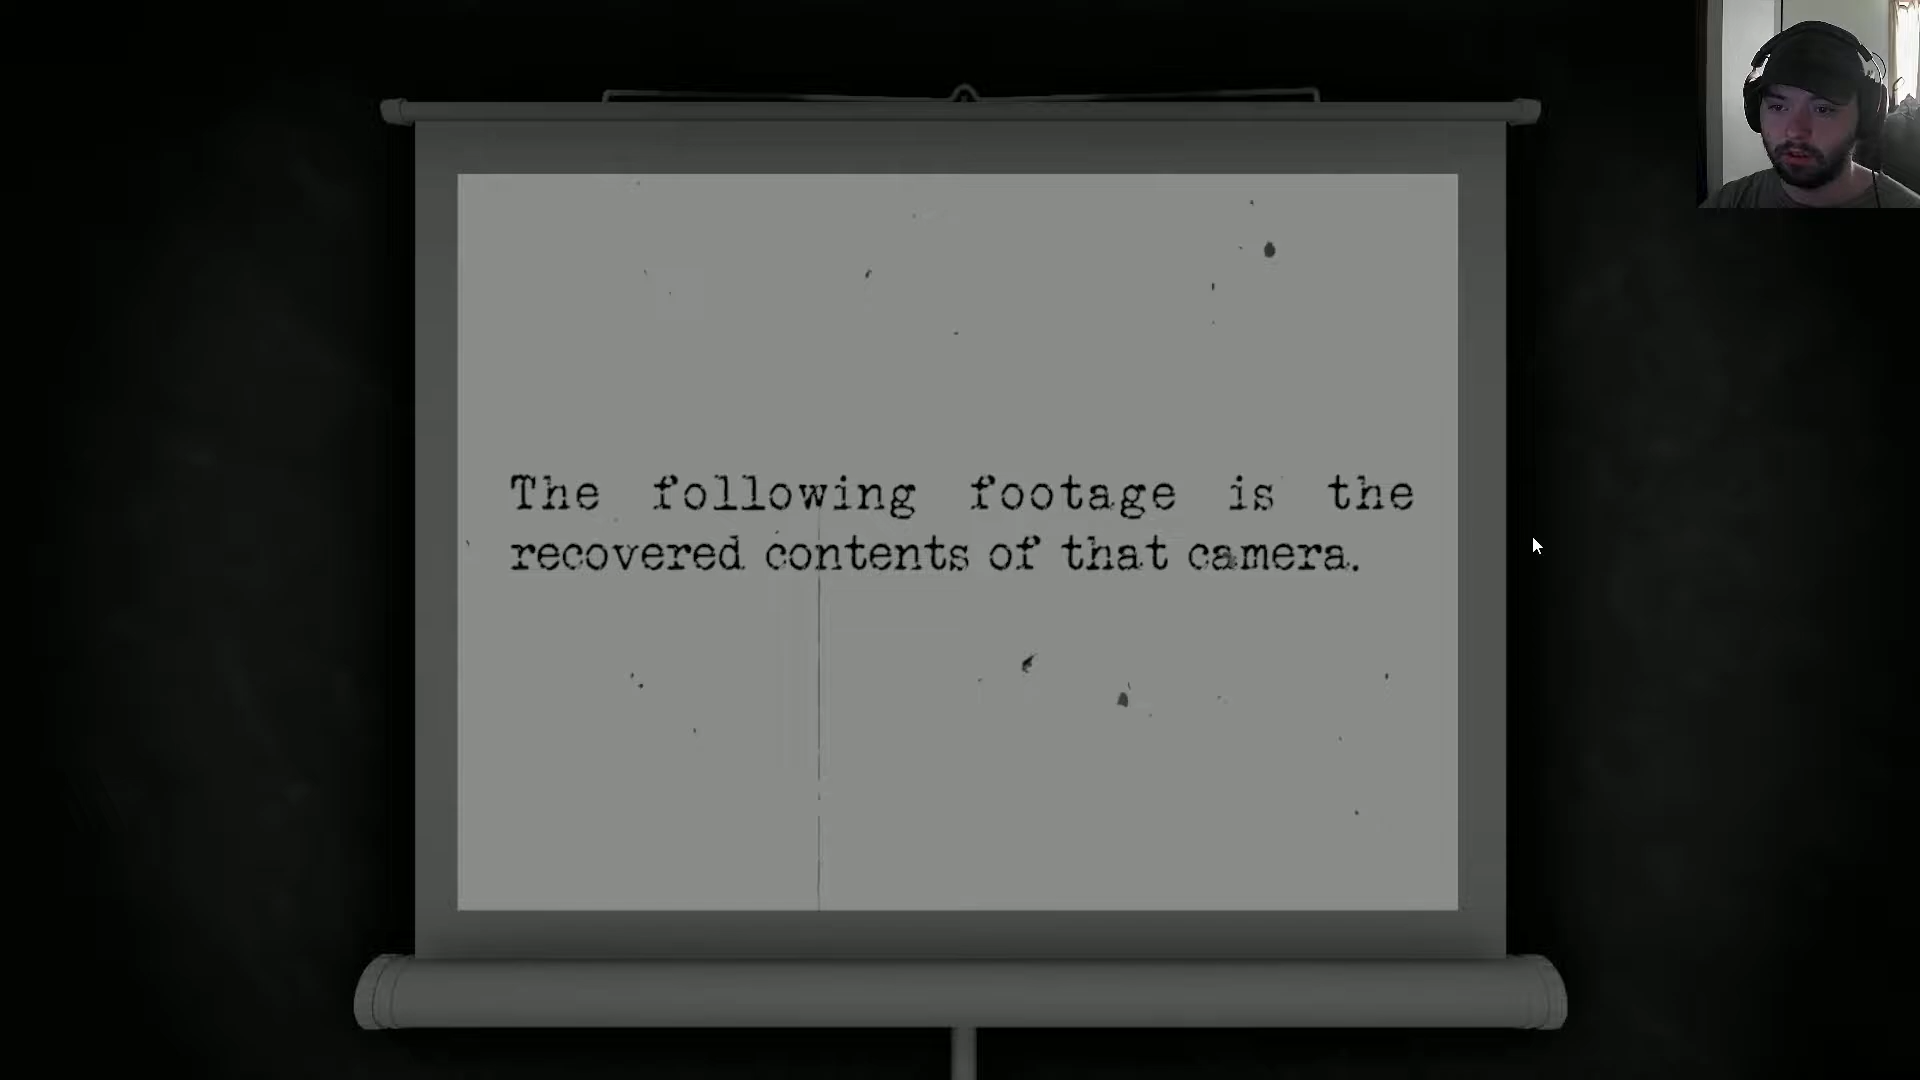 The following footage is the
recovered contents of that camera.